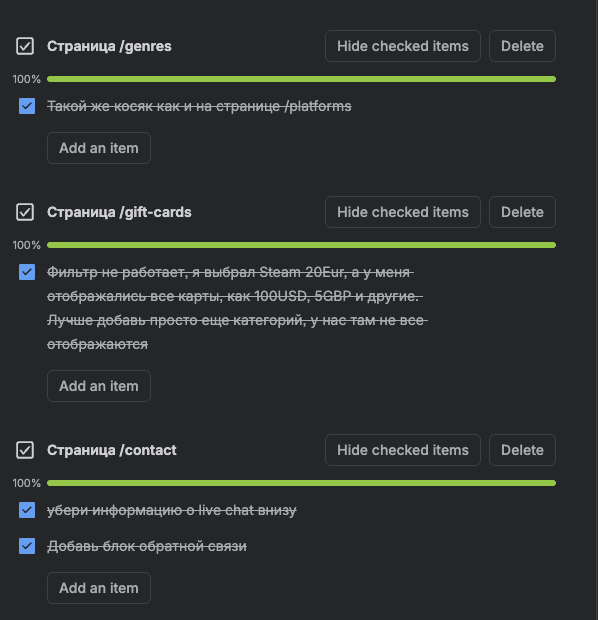 Страница /genres
Hide checked items
Delete
100%
Такой же косяк как и на странице /platforms
Add an item
Страница /gift-cards
Hide checked items
Delete
100%
Фильтр не работает, я выбрал Steam 20Eur, а у меня
отображались все карты, как 100USD, 5GBP и другие.
Лучше добавь просто еще категорий, у нас там не все
отображаются
Add an item
Страница /contact
Hide checked items
Delete
100%
убери информацию о live chat внизу
Добавь блок обратной связи
Add an item